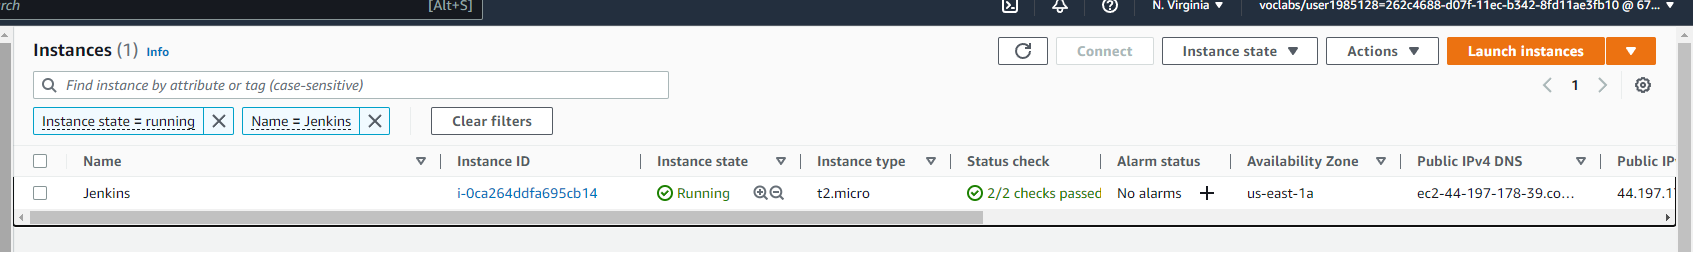 [Alt+S] N. Virginia voclabs/user1985128=262c4688-d07f-11ec-b342-8fd11ae3fb10 @ 67...
Instances (1) Info Connect Instance state Actions Launch instances
Find instance by attribute or tag (case-sensitive) 1
Instance state = running Name = Jenkins Clear filters
Name Instance ID Instance state Instance type Status check Alarm status Availability Zone Public IPv4 DNS Public IP
Jenkins i-0ca264ddfa695cb14 Running t2.micro 2/2 checks passed No alarms us-east-1a ec2-44-197-178-39.co... 44.197.1